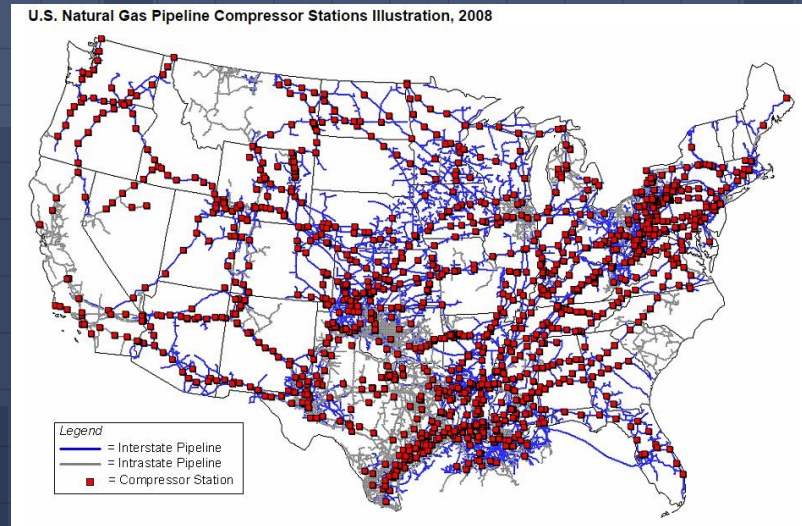 U.S. Natural Gas Pipeline Compressor Stations Illustration, 2008
Legend
= Interstate Pipeline
= Intrastate Pipeline
= Compressor Station